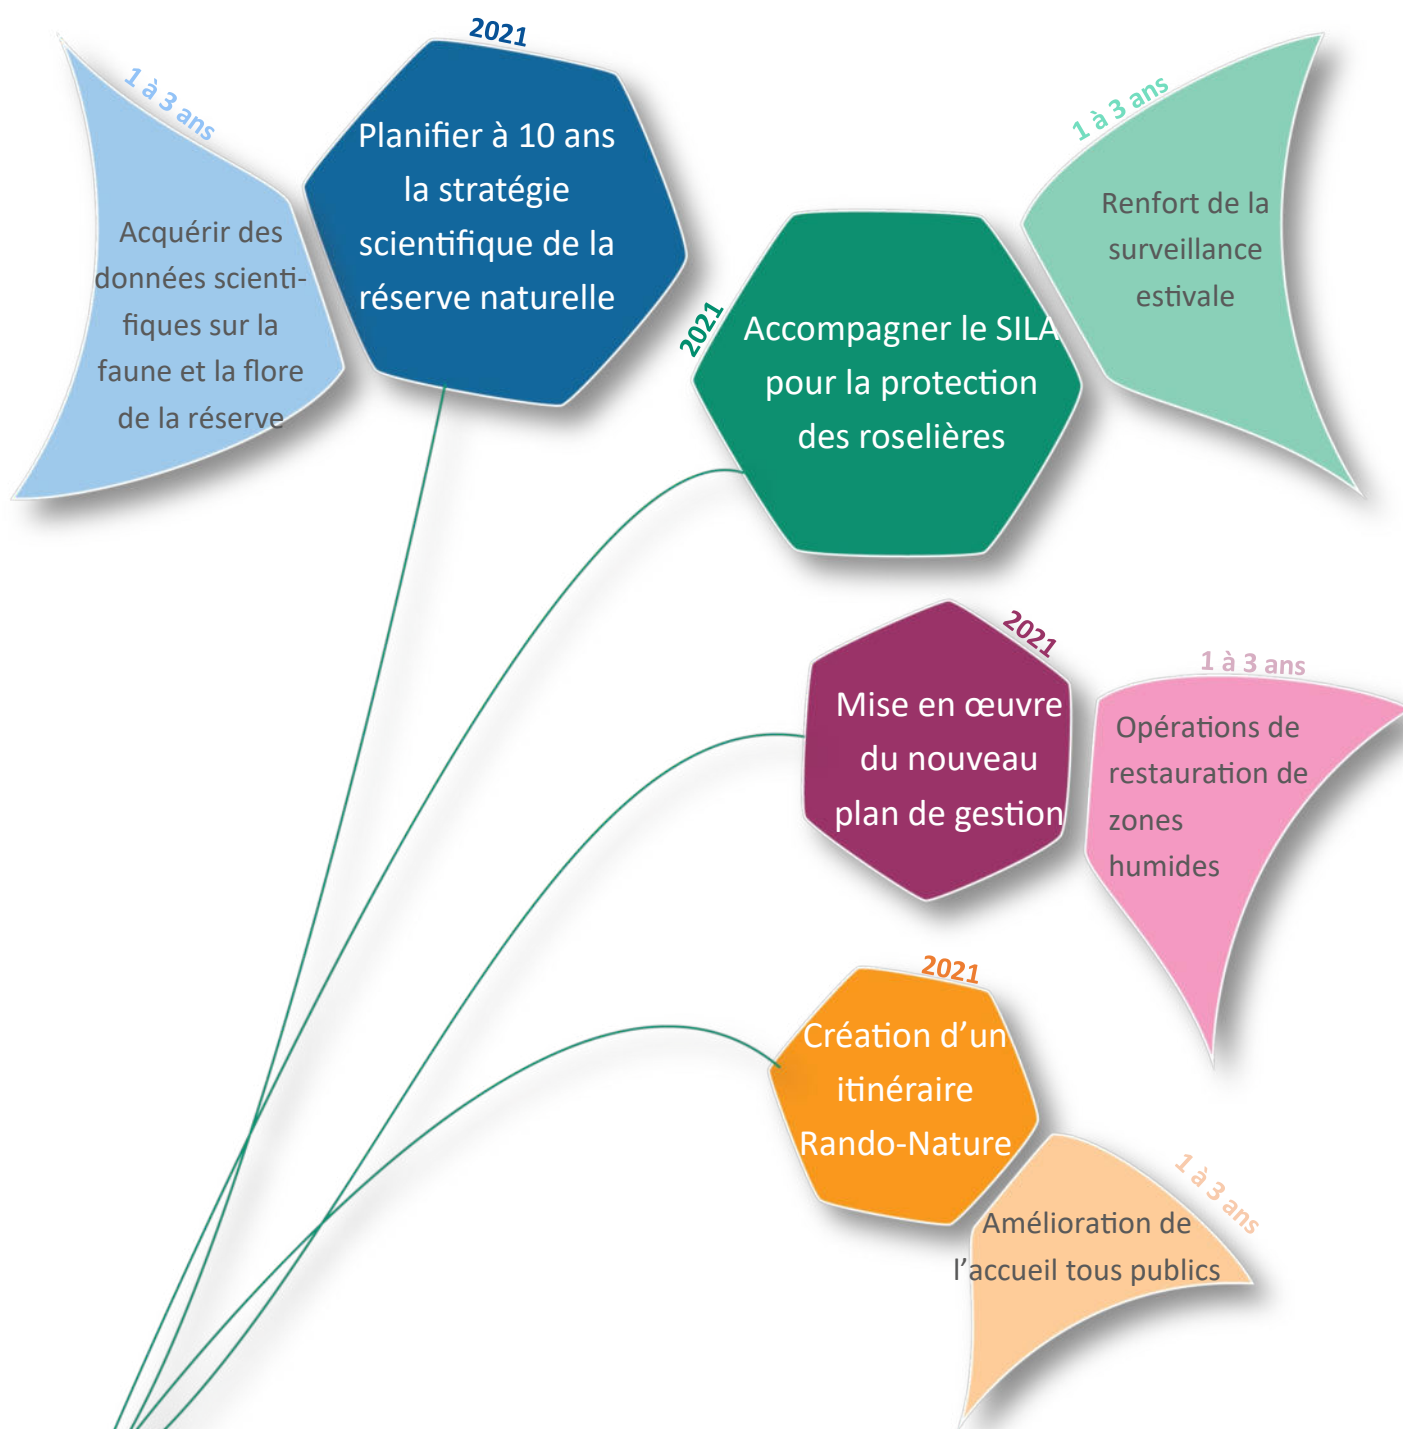 2021
Planifier à 10 ans
la stratégie
scientifique de la
réserve naturelle
1 à 3 ans
Acquérir des
données scienti-
fiques sur la
faune et la flore
de la réserve
2021
Accompagner le SILA
pour la protection
des roselières
1 à 3 ans
Renfort de la
surveillance
estivale
2021
Mise en œuvre
du nouveau
plan de gestion
1 à 3 ans
Opérations de
restauration de
zones
humides
2021
Création d’un
itinéraire
Rando-Nature
1 à 3 ans
Amélioration de
l’accueil tous publics